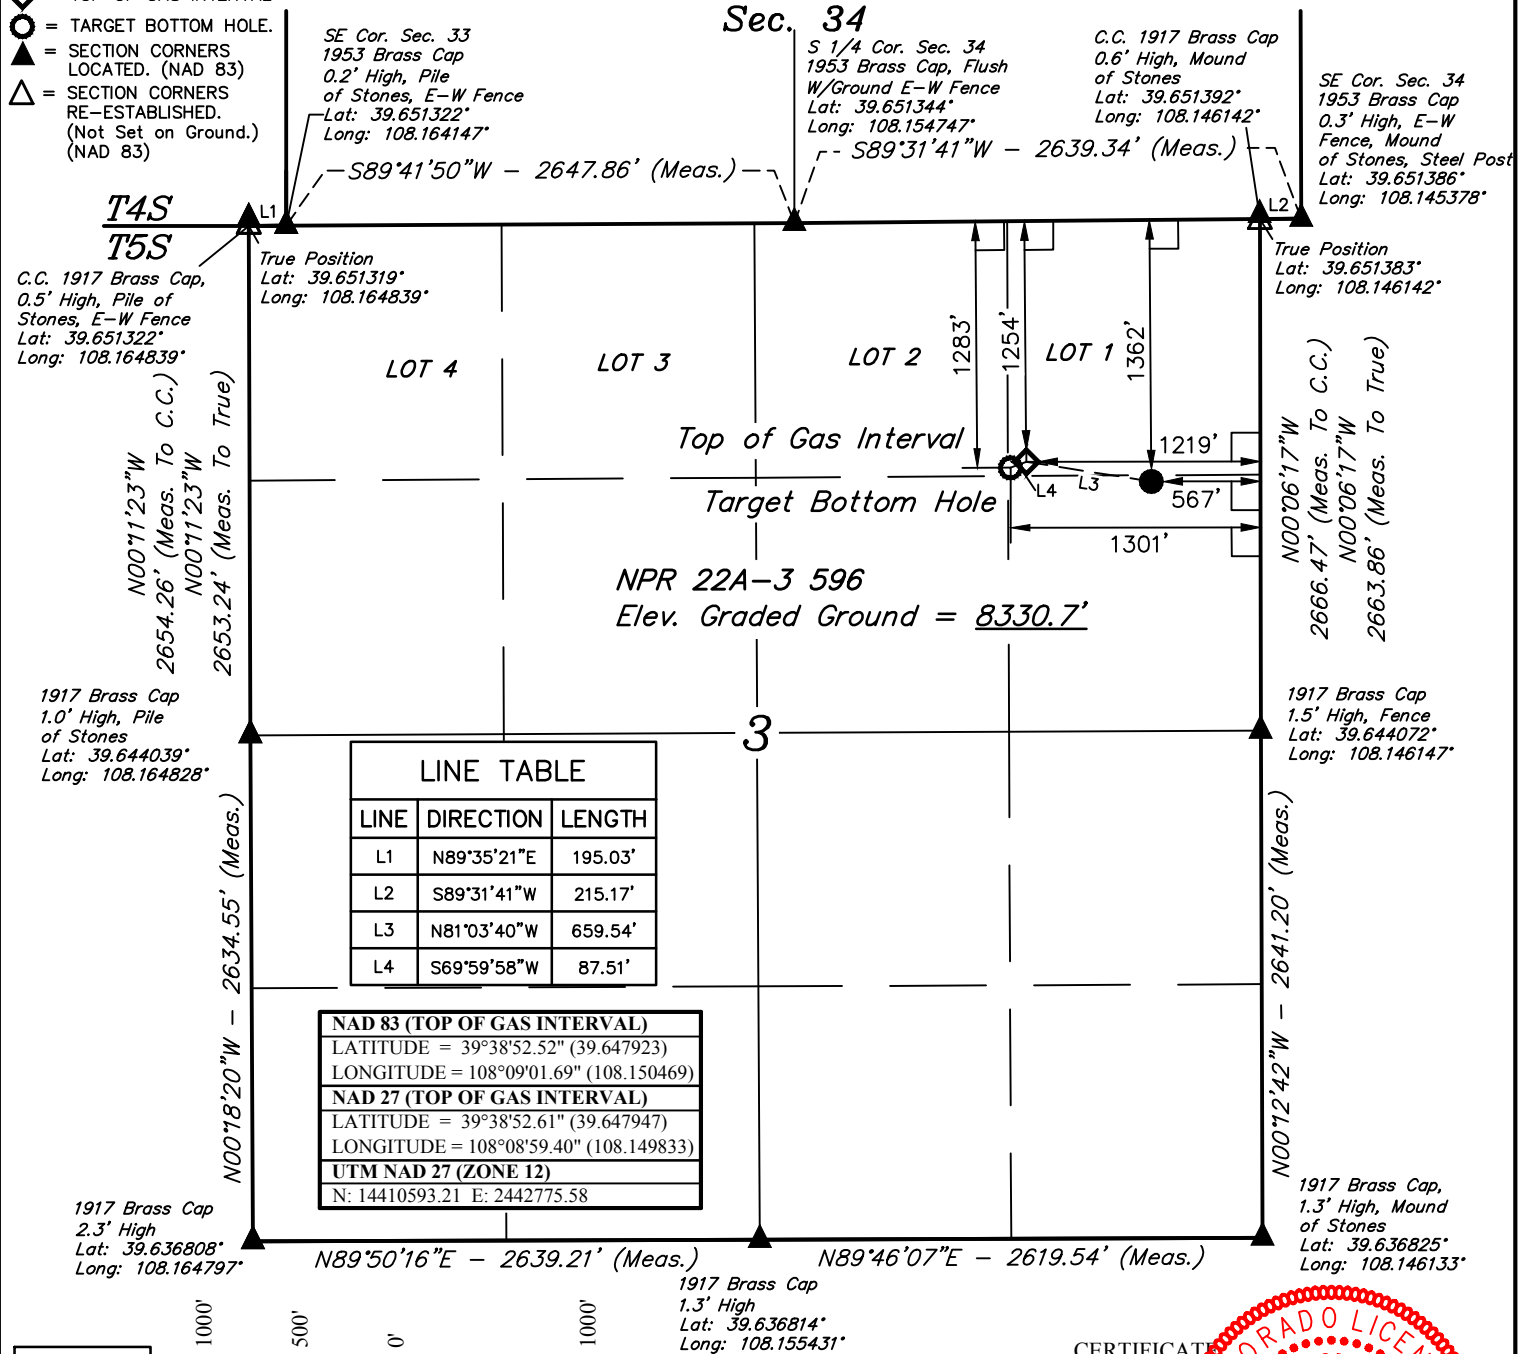 = TARGET BOTTOM HOLE.
= SECTION CORNERS
LOCATED. (NAD 83)
= SECTION CORNERS
RE-ESTABLISHED.
(Not Set on Ground.)
(NAD 83)
SE Cor. Sec. 33
1953 Brass Cap
0.2' High, Pile
of Stones, E-W Fence
Lat: 39.651322°
Long: 108.164147°
Sec. 34
S 1/4 Cor. Sec. 34
1953 Brass Cap, Flush
W/Ground E-W Fence
Lat: 39.651344°
Long: 108.154747°
C.C. 1917 Brass Cap
0.6' High, Mound
of Stones
Lat: 39.651392°
Long: 108.146142°
SE Cor. Sec. 34
1953 Brass Cap
0.3' High, E-W
Fence, Mound
of Stones, Steel Post
Lat: 39.651386°
Long: 108.145378°
S89°41'50"W - 2647.86' (Meas.)
S89°31'41"W - 2639.34' (Meas.)
T4S
T5S
L1
L2
C.C. 1917 Brass Cap,
0.5' High, Pile of
Stones, E-W Fence
Lat: 39.651322°
Long: 108.164839°
True Position
Lat: 39.651319°
Long: 108.164839°
True Position
Lat: 39.651383°
Long: 108.146142°
LOT 4
LOT 3
LOT 2
LOT 1
1283'
1254'
1362'
Top of Gas Interval
1219'
L4
L3
Target Bottom Hole
567'
1301'
N00°11'23"W
2654.26' (Meas. To C.C.)
N00°11'23"W
2653.24' (Meas. To True)
N00°06'17"W
2666.47' (Meas. To C.C.)
N00°06'17"W
2663.86' (Meas. To True)
NPR 22A-3 596
Elev. Graded Ground = 8330.7'
1917 Brass Cap
1.0' High, Pile
of Stones
Lat: 39.644039°
Long: 108.164828°
3
1917 Brass Cap
1.5' High, Fence
Lat: 39.644072°
Long: 108.146147°
LINE TABLE
LINE DIRECTION LENGTH
L1 N89°35'21"E 195.03'
L2 S89°31'41"W 215.17'
L3 N81°03'40"W 659.54'
L4 S69°59'58"W 87.51'
N00°18'20"W - 2634.55' (Meas.)
N00°12'42"W - 2641.20' (Meas.)
NAD 83 (TOP OF GAS INTERVAL)
LATITUDE = 39°38'52.52" (39.647923)
LONGITUDE = 108°09'01.69" (108.150469)
NAD 27 (TOP OF GAS INTERVAL)
LATITUDE = 39°38'52.61" (39.647947)
LONGITUDE = 108°08'59.40" (108.149833)
UTM NAD 27 (ZONE 12)
N: 14410593.21 E: 2442775.58
1917 Brass Cap
2.3' High
Lat: 39.636808°
Long: 108.164797°
N89°50'16"E - 2639.21' (Meas.)
N89°46'07"E - 2619.54' (Meas.)
1917 Brass Cap,
1.3' High, Mound
of Stones
Lat: 39.636825°
Long: 108.146133°
1917 Brass Cap
1.3' High
Lat: 39.636814°
Long: 108.155431°
1000'
500'
0'
1000'